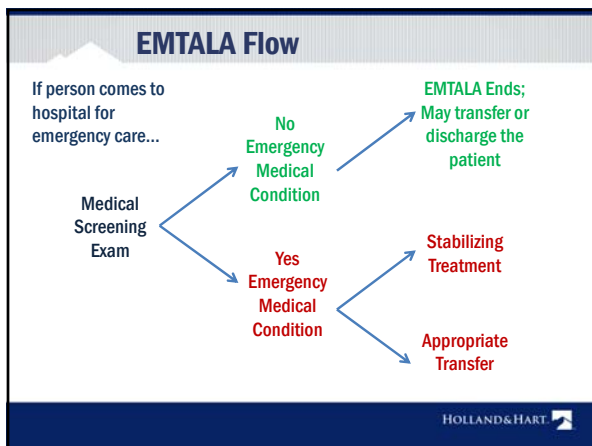 EMTALA Flow
If person comes to
hospital for
emergency care...
Medical
Screening
Exam
No
Emergency
Medical
Condition
EMTALA Ends;
May transfer or
discharge the
patient
Yes
Emergency
Medical
Condition
Stabilizing
Treatment
Appropriate
Transfer
HOLLAND&HART